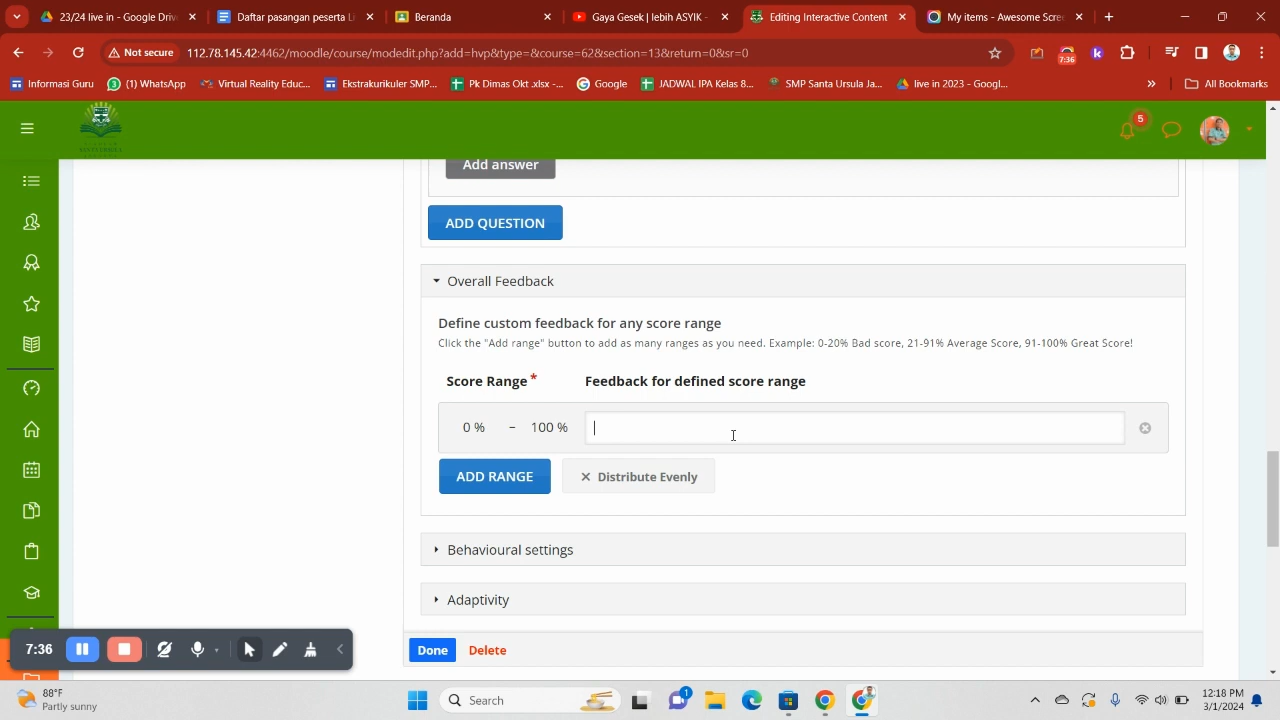 23/24 live in - Google Driv
Daftar pasangan peserta Li
Beranda
Gaya Gesek | lebih ASYIK -
Editing Interactive Content
My items - Awesome Scre
Not secure
112.78.145.42:4462/moodle/course/modedit.php?add=hvp&type=&course=62&section=13&return=0&sr=0
7:36
Informasi Guru
(1) WhatsApp
Virtual Reality Educ...
Ekstrakurikuler SMP...
Pk Dimas Okt .xlsx -...
Google
JADWAL IPA Kelas 8...
SMP Santa Ursula Ja...
live in 2023 - Googl...
All Bookmarks
5
Add answer
ADD QUESTION
Overall Feedback
Define custom feedback for any score range
Click the "Add range" button to add as many ranges as you need. Example: 0-20% Bad score, 21-91% Average Score, 91-100% Great Score!
Score Range * Feedback for defined score range
0 % – 100 %
ADD RANGE
Distribute Evenly
Behavioural settings
Adaptivity
7:36
Done
Delete
88°F
Partly sunny
Search
1
12:18 PM
3/1/2024